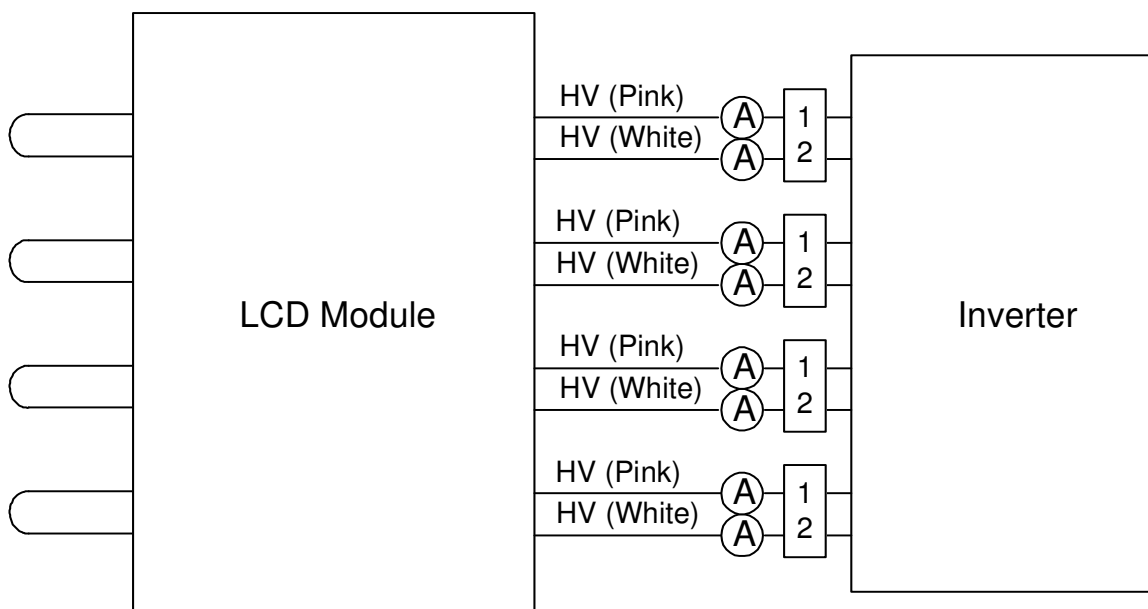 HV (Pink)
A
1
HV (White)
A
2
HV (Pink)
A
1
HV (White)
A
2
LCD Module
Inverter
HV (Pink)
A
1
HV (White)
A
2
HV (Pink)
A
1
HV (White)
A
2